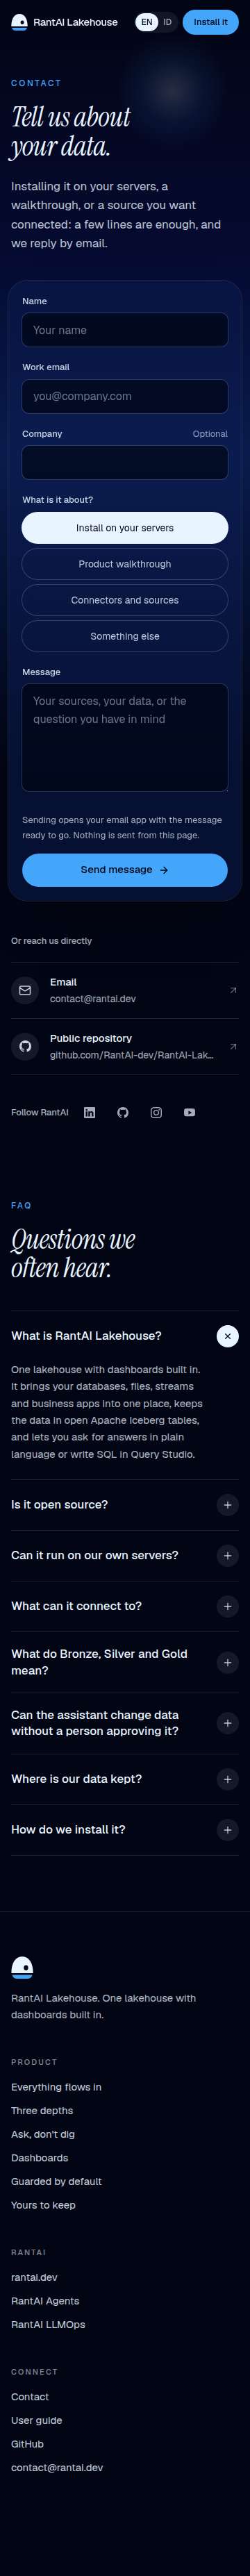 RantAI Lakehouse
EN
ID
Install it
CONTACT
Tell us about
your data.
Installing it on your servers, a
walkthrough, or a source you want
connected: a few lines are enough, and
we reply by email.
Name
Your name
Work email
you@company.com
Company
Optional
What is it about?
Install on your servers
Product walkthrough
Connectors and sources
Something else
Message
Your sources, your data, or the
question you have in mind
Sending opens your email app with the message
ready to go. Nothing is sent from this page.
Send message →
Or reach us directly
Email
contact@rantai.dev
Public repository
github.com/RantAI-dev/RantAI-Lak...
Follow RantAI
FAQ
Questions we
often hear.
What is RantAI Lakehouse?
One lakehouse with dashboards built in.
It brings your databases, files, streams
and business apps into one place, keeps
the data in open Apache Iceberg tables,
and lets you ask for answers in plain
language or write SQL in Query Studio.
Is it open source?
Can it run on our own servers?
What can it connect to?
What do Bronze, Silver and Gold
mean?
Can the assistant change data
without a person approving it?
Where is our data kept?
How do we install it?
RantAI Lakehouse. One lakehouse with
dashboards built in.
PRODUCT
Everything flows in
Three depths
Ask, don't dig
Dashboards
Guarded by default
Yours to keep
RANTAI
rantai.dev
RantAI Agents
RantAI LLMOps
CONNECT
Contact
User guide
GitHub
contact@rantai.dev